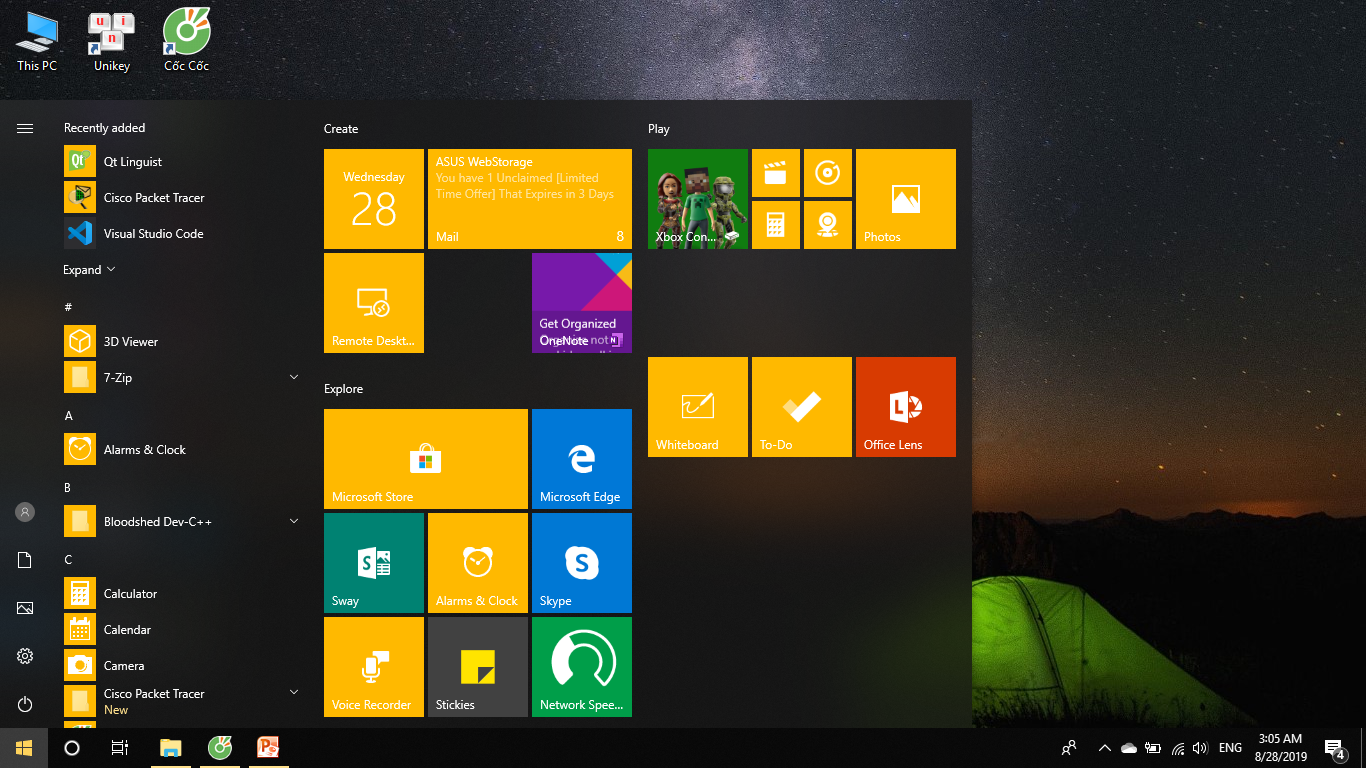 This PC
Unikey
Cốc Cốc
Recently added
Qt Linguist
Cisco Packet Tracer
Visual Studio Code
Expand
#
3D Viewer
7-Zip
A
Alarms & Clock
B
Bloodshed Dev-C++
C
Calculator
Calendar
Camera
Cisco Packet Tracer
New
Create
Wednesday
28
ASUS WebStorage
You have 1 Unclaimed [Limited
Time Offer] That Expires in 3 Days
Mail 8
Remote Deskt...
Get Organized
OneNote
Explore
Microsoft Store
Microsoft Edge
Sway
Alarms & Clock
Skype
Voice Recorder
Stickies
Network Spee...
Play
Xbox Con...
Photos
Whiteboard
To-Do
Office Lens
ENG
3:05 AM
8/28/2019
4